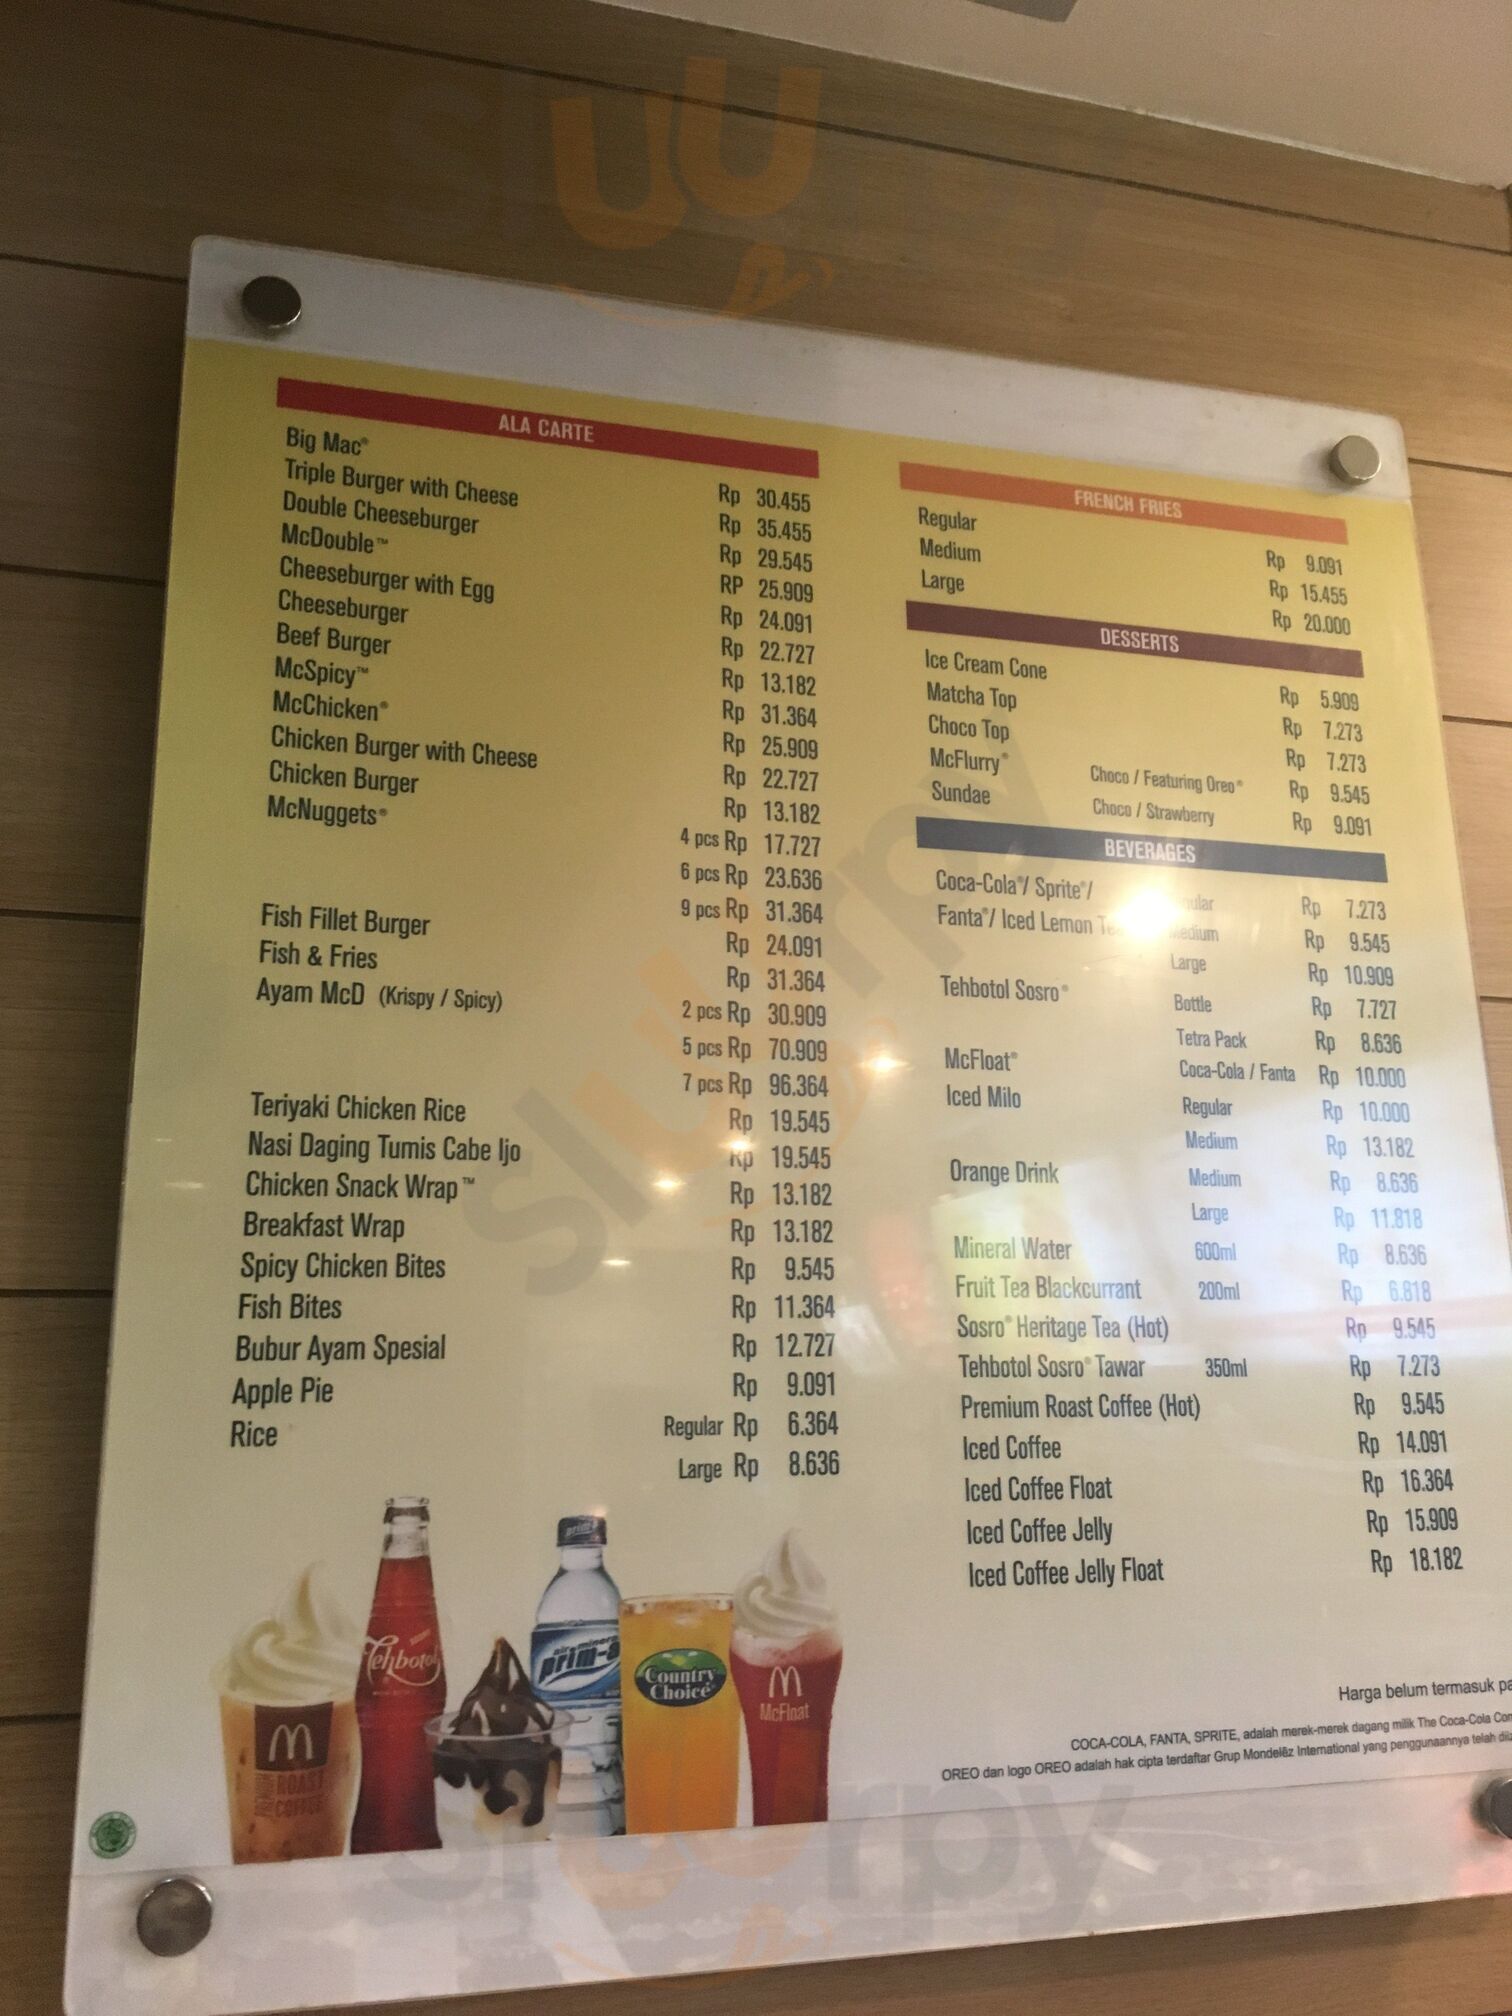 ALA CARTE
Big Mac® Rp 30.455
Triple Burger with Cheese Rp 35.455
Double Cheeseburger Rp 29.545
McDouble™ RP 25.909
Cheeseburger with Egg Rp 24.091
Cheeseburger Rp 22.727
Beef Burger Rp 13.182
McSpicy™ Rp 31.364
McChicken® Rp 25.909
Chicken Burger with Cheese Rp 22.727
Chicken Burger Rp 13.182
McNuggets® 4 pcs Rp 17.727
6 pcs Rp 23.636
9 pcs Rp 31.364
Fish Fillet Burger Rp 24.091
Fish & Fries Rp 31.364
Ayam McD (Krispy / Spicy) 2 pcs Rp 30.909
5 pcs Rp 70.909
7 pcs Rp 96.364
Teriyaki Chicken Rice Rp 19.545
Nasi Daging Tumis Cabe Ijo Rp 19.545
Chicken Snack Wrap™ Rp 13.182
Breakfast Wrap Rp 13.182
Spicy Chicken Bites Rp 9.545
Fish Bites Rp 11.364
Bubur Ayam Spesial Rp 12.727
Apple Pie Rp 9.091
Rice Regular Rp 6.364
Large Rp 8.636
FRENCH FRIES
Regular Rp 9.091
Medium Rp 15.455
Large Rp 20.000
DESSERTS
Ice Cream Cone Rp 5.909
Matcha Top Rp 7.273
Choco Top Rp 7.273
McFlurry® Choco / Featuring Oreo® Rp 9.545
Sundae Choco / Strawberry Rp 9.091
BEVERAGES
Coca-Cola®/ Sprite®/ Rp 7.273
Fanta®/ Iced Lemon Medium Rp 9.545
Large Rp 10.909
Tehbotol Sosro® Bottle Rp 7.727
Tetra Pack Rp 8.636
McFloat® Coca-Cola / Fanta Rp 10.000
Iced Milo Regular Rp 10.000
Medium Rp 13.182
Orange Drink Medium Rp 8.636
Large Rp 11.818
Mineral Water 600ml Rp 8.636
Fruit Tea Blackcurrant 200ml Rp 6.818
Sosro® Heritage Tea (Hot) Rp 9.545
Tehbotol Sosro® Tawar 350ml Rp 7.273
Premium Roast Coffee (Hot) Rp 9.545
Iced Coffee Rp 14.091
Iced Coffee Float Rp 16.364
Iced Coffee Jelly Rp 15.909
Iced Coffee Jelly Float Rp 18.182
Harga belum termasuk
COCA-COLA, FANTA, SPRITE, adalah merek-merek dagang milik The Coca-Cola
OREO dan logo OREO adalah hak cipta terdaftar Grup Mondelēz International yang penggunaannya telah
PREMIUM ROAST COFFEE
Tehbotol
air mineral
prim-a
Country Choice
McFloat
slurpy